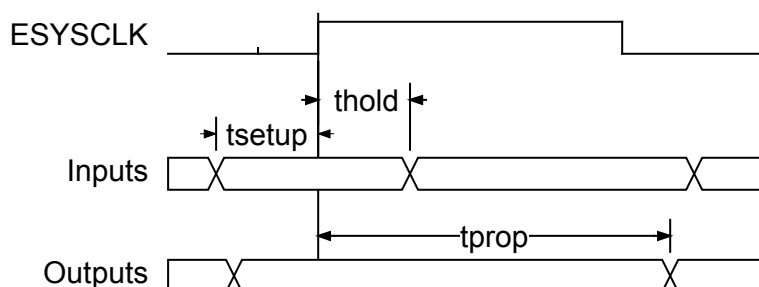 ESYSCLK
thold
tsetup
Inputs
tprop
Outputs